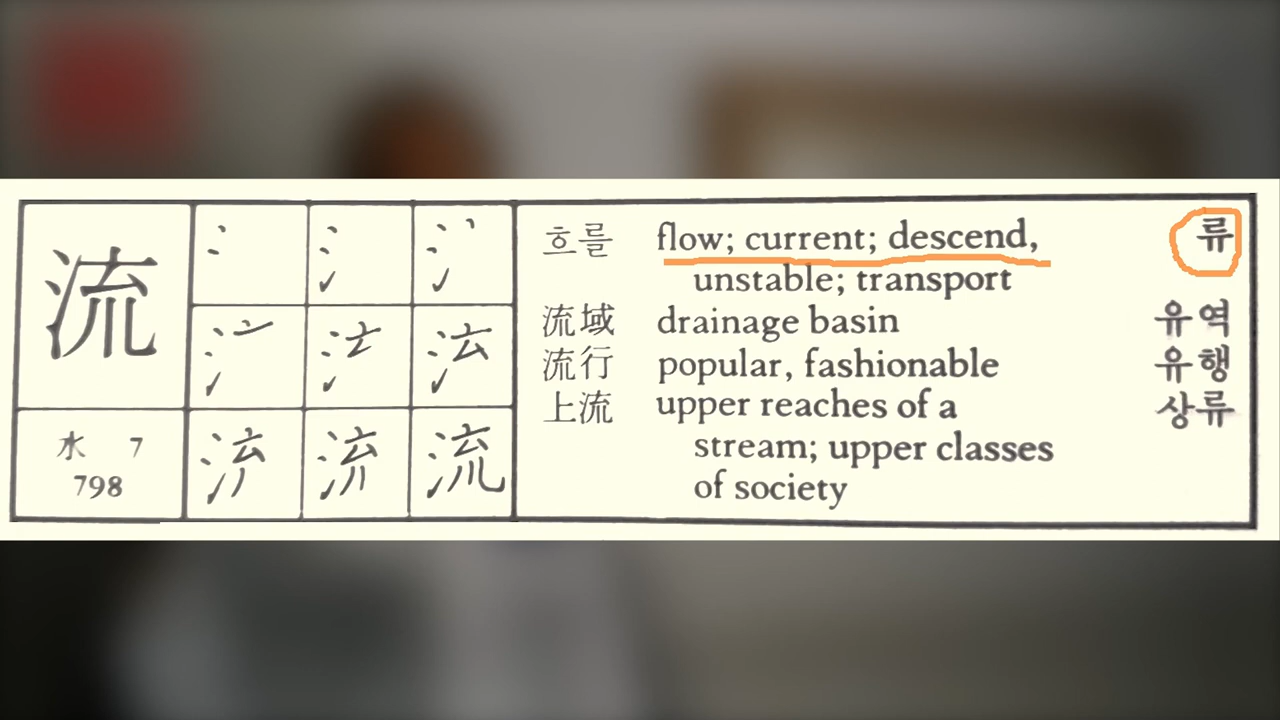 流
水 7
798
흐를 flow; current; descend, 류
unstable; transport
流域 drainage basin 유역
流行 popular, fashionable 유행
上流 upper reaches of a 상류
stream; upper classes
of society